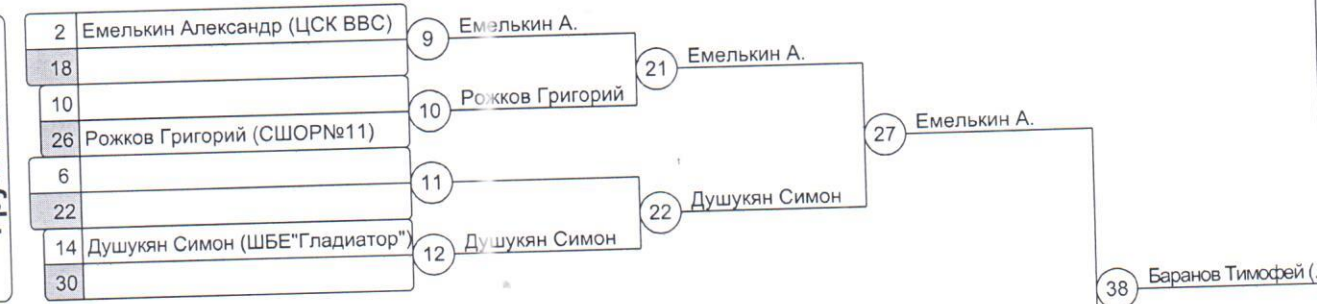 2 Емелькин Александр (ЦСК ВВС)
18
10
26 Рожков Григорий (СШОР№11)
6
22
14 Душукян Симон (ШБЕ"Гладиатор")
30
9 Емелькин А.
10 Рожков Григорий
11
12 Душукян Симон
21 Емелькин А.
22 Душукян Симон
27 Емелькин А.
38 Баранов Тимофей (.